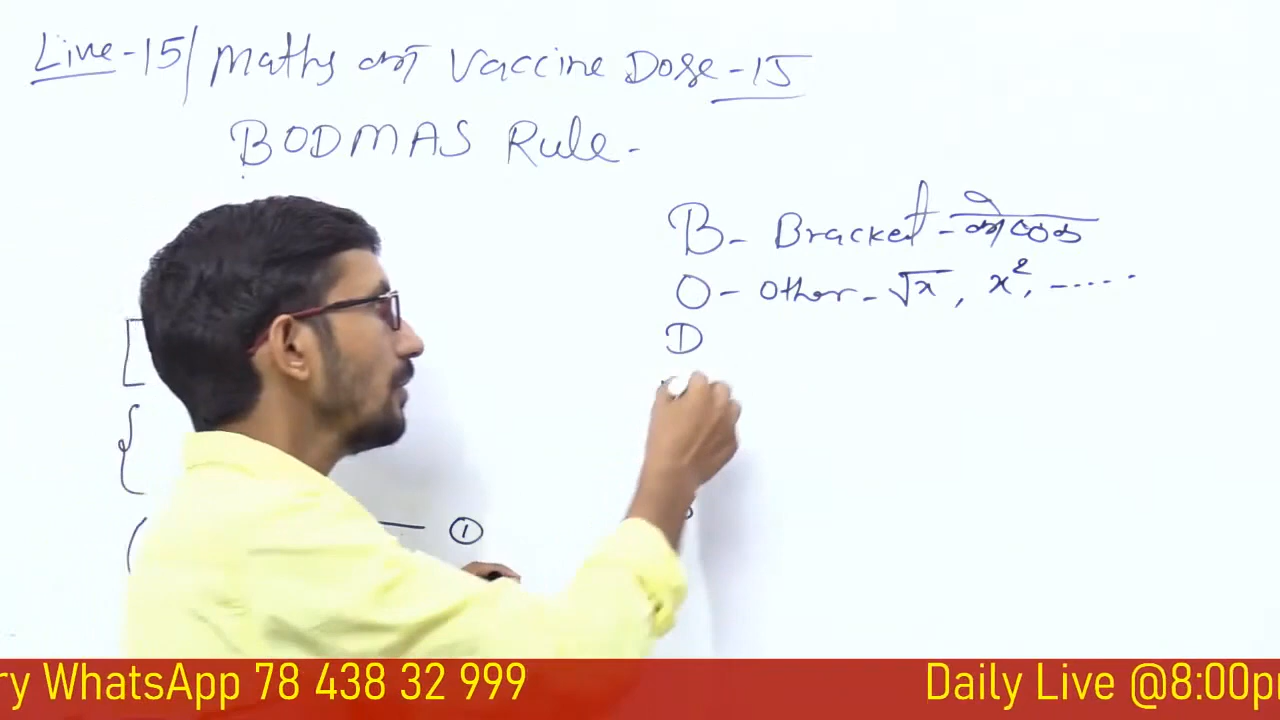 Live-15/ Maths का Vaccine Dose-15
BODMAS Rule-
B- Bracket - कोष्ठक
O- Other - √x, x², -----
D
[
{
( — ①
ry WhatsApp 78 438 32 999
Daily Live @8:00p